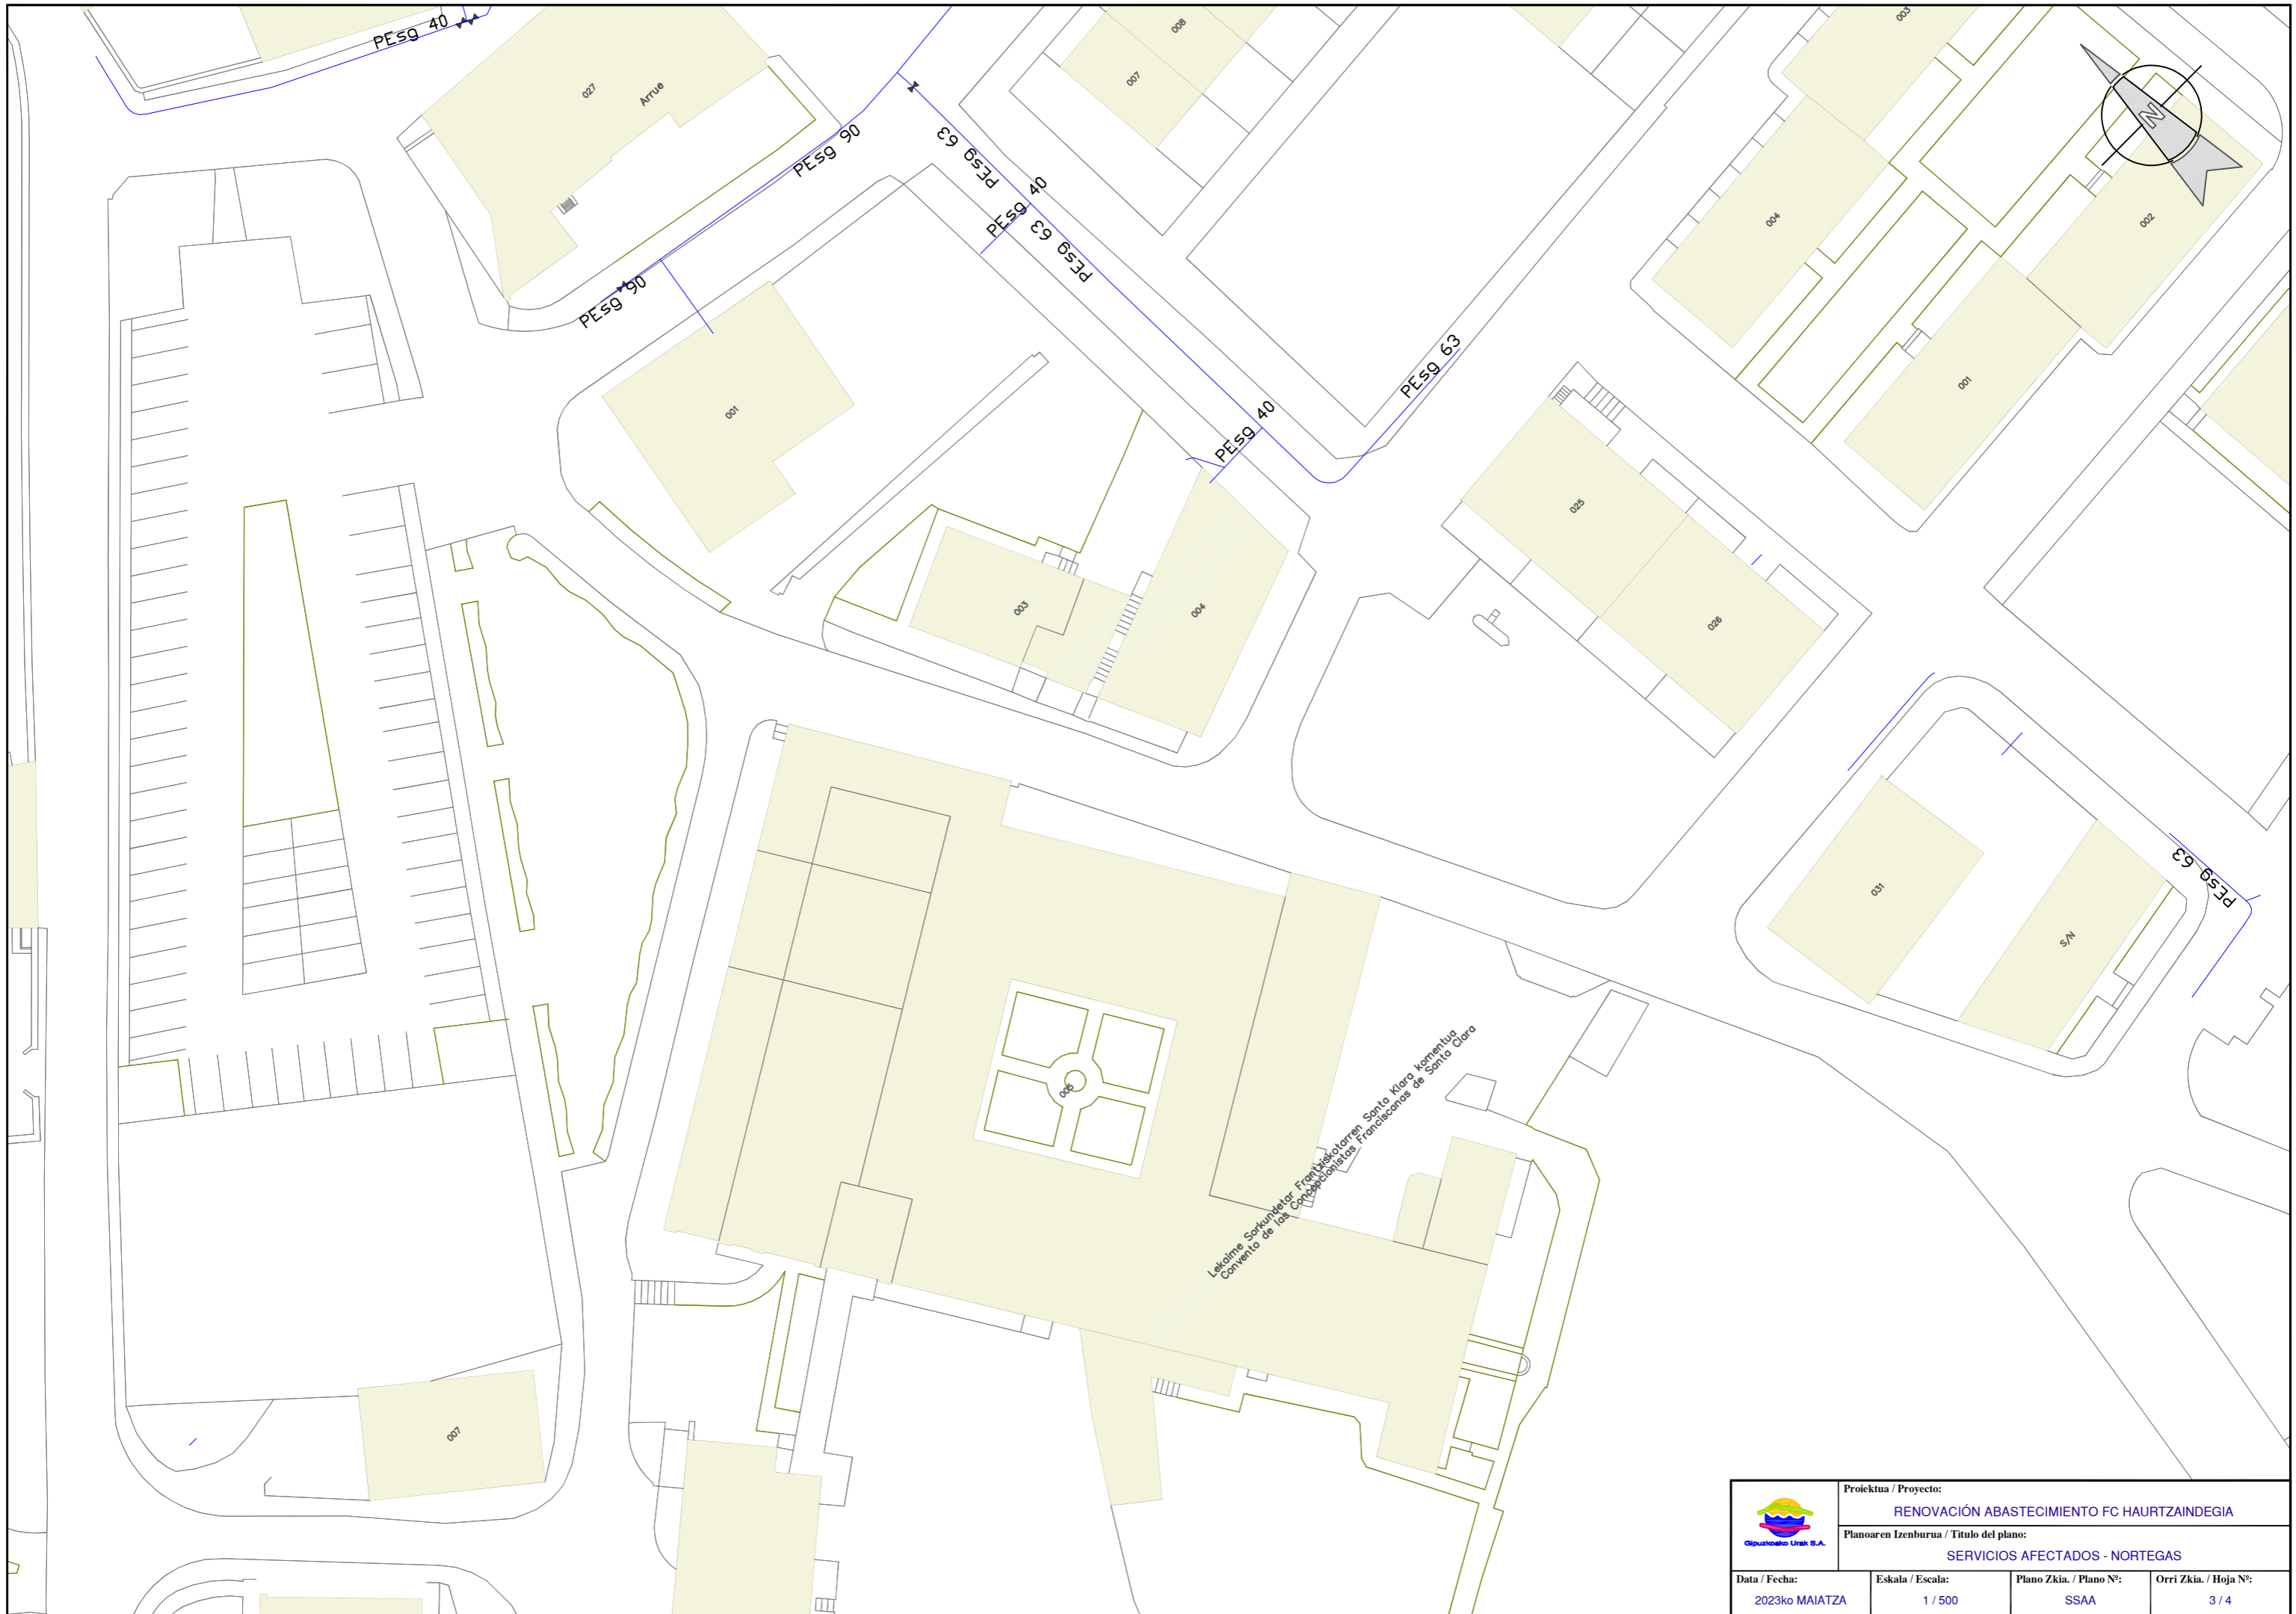 PEsg 40
027
Arrue
008
007
003
N
PEsg 90
PEsg 63
PEsg 40
PEsg 63
004
002
PEsg 90
PEsg 63
001
001
PEsg 40
025
003
004
026
PEsg 63
031
S/N
005
Lekaime Sorkundetar Frantziskotarren Santa Klara komentua
Convento de las Concepcionistas Franciscanas de Santa Clara
007
Gipuzkoako Urak S.A.
Proiektua / Proyecto:
RENOVACIÓN ABASTECIMIENTO FC HAURTZAINDEGIA
Planoaren Izenburua / Titulo del plano:
SERVICIOS AFECTADOS - NORTEGAS
Data / Fecha:
2023ko MAIATZA
Eskala / Escala:
1 / 500
Plano Zkia. / Plano Nº:
SSAA
Orri Zkia. / Hoja Nº:
3 / 4